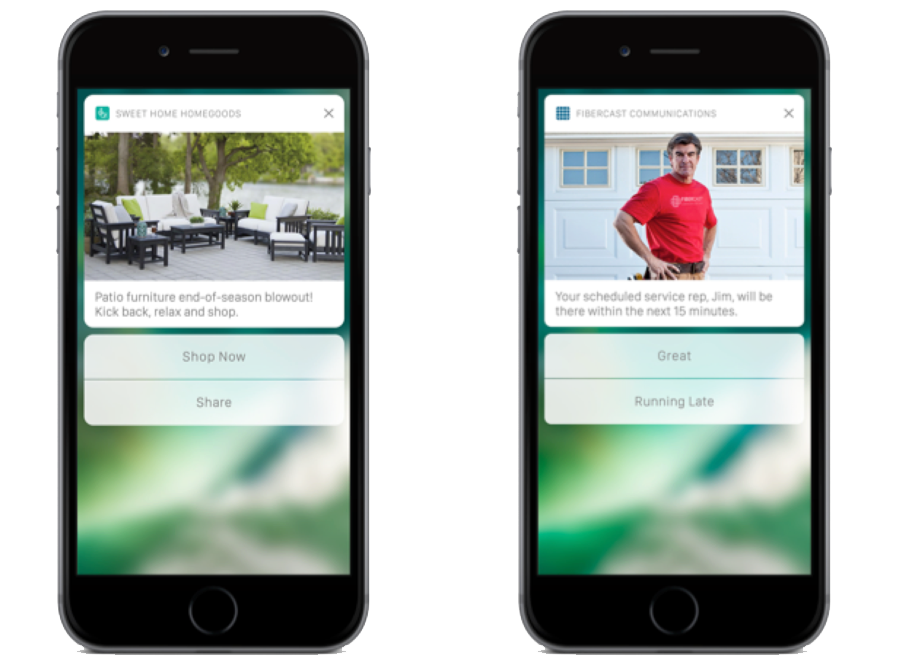 SWEET HOME HOMEGOODS
Patio furniture end-of-season blowout!
Kick back, relax and shop.
Shop Now
Share
FIBERCAST COMMUNICATIONS
FIBERCAST
Your scheduled service rep, Jim, will be
there within the next 15 minutes.
Great
Running Late